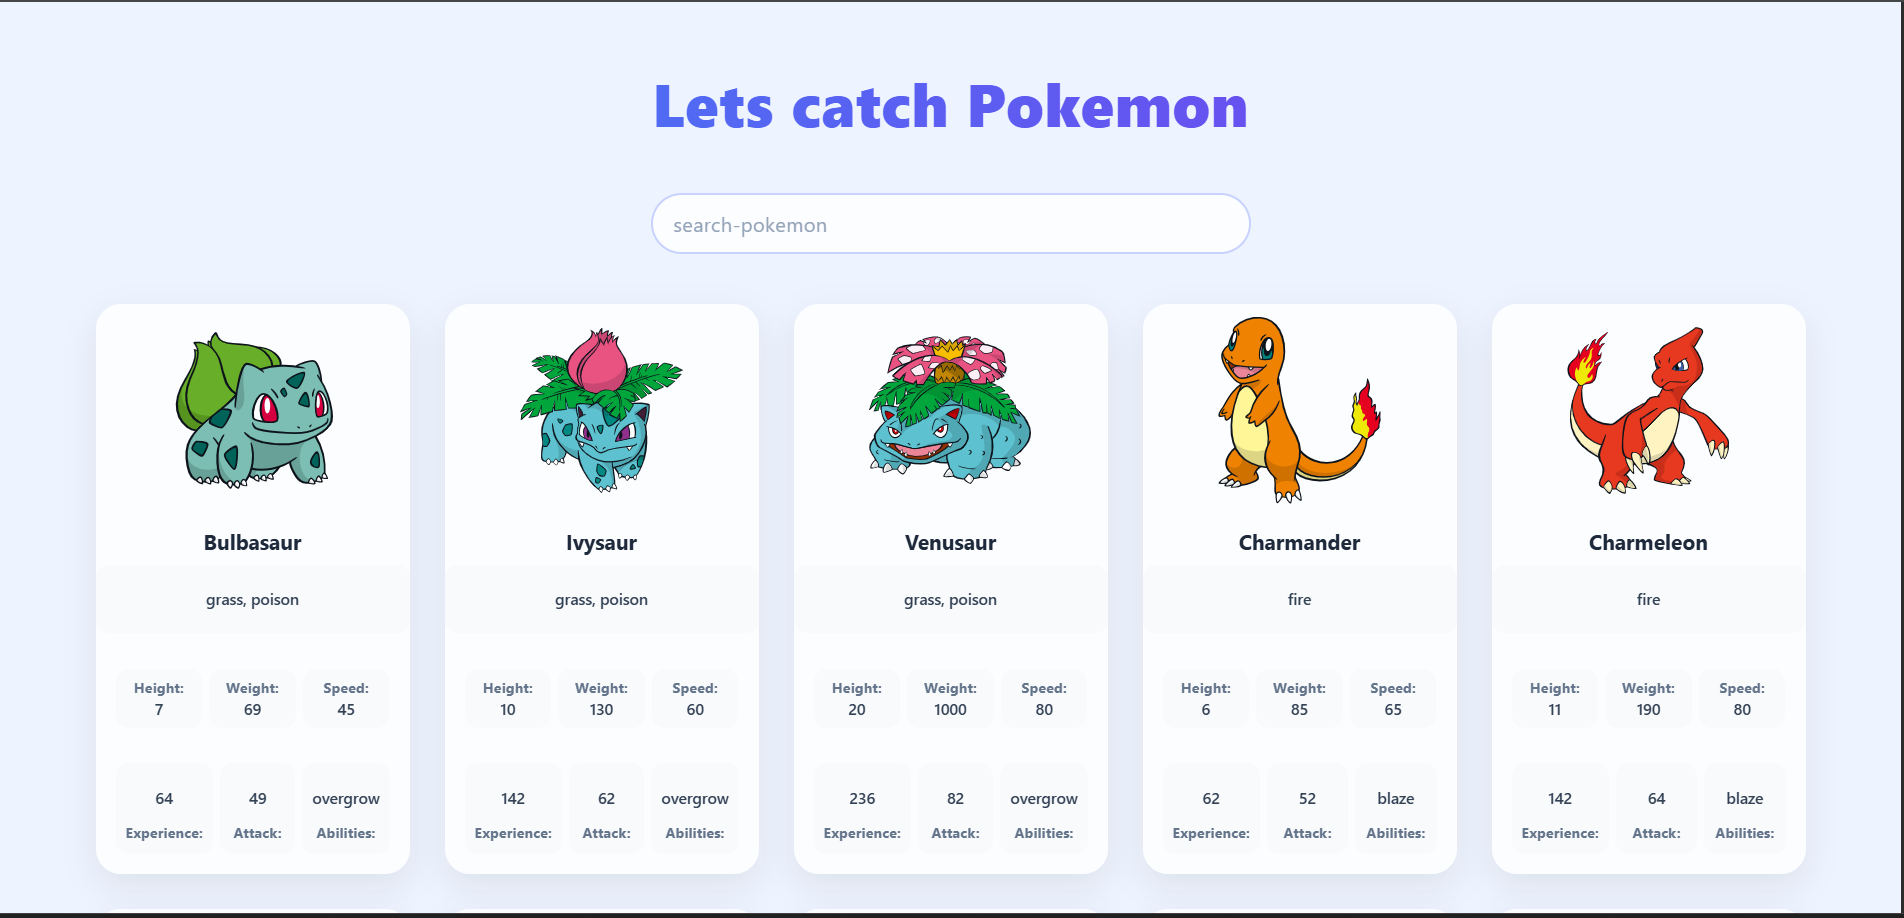 Lets catch Pokemon
search-pokemon
Bulbasaur
grass, poison
Height: Weight: Speed:
7 69 45
64 49 overgrow
Experience: Attack: Abilities:
Ivysaur
grass, poison
Height: Weight: Speed:
10 130 60
142 62 overgrow
Experience: Attack: Abilities:
Venusaur
grass, poison
Height: Weight: Speed:
20 1000 80
236 82 overgrow
Experience: Attack: Abilities:
Charmander
fire
Height: Weight: Speed:
6 85 65
62 52 blaze
Experience: Attack: Abilities:
Charmeleon
fire
Height: Weight: Speed:
11 190 80
142 64 blaze
Experience: Attack: Abilities: